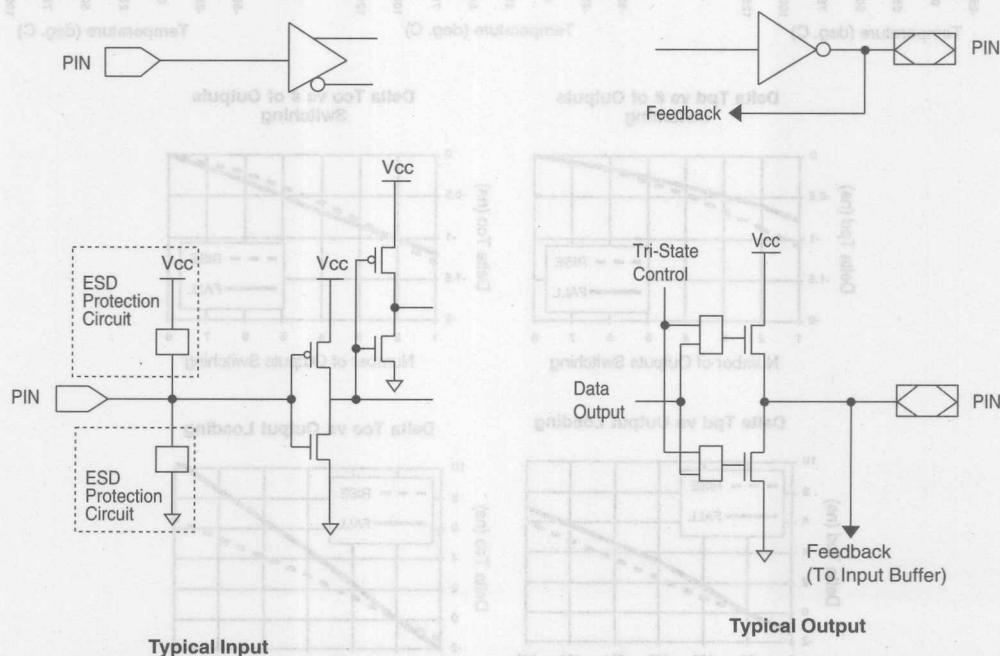 PIN
PIN
Feedback
Vcc
ESD
Protection
Circuit
Vcc
Vcc
PIN
ESD
Protection
Circuit
Typical Input
Tri-State
Control
Vcc
Data
Output
PIN
Feedback
(To Input Buffer)
Typical Output